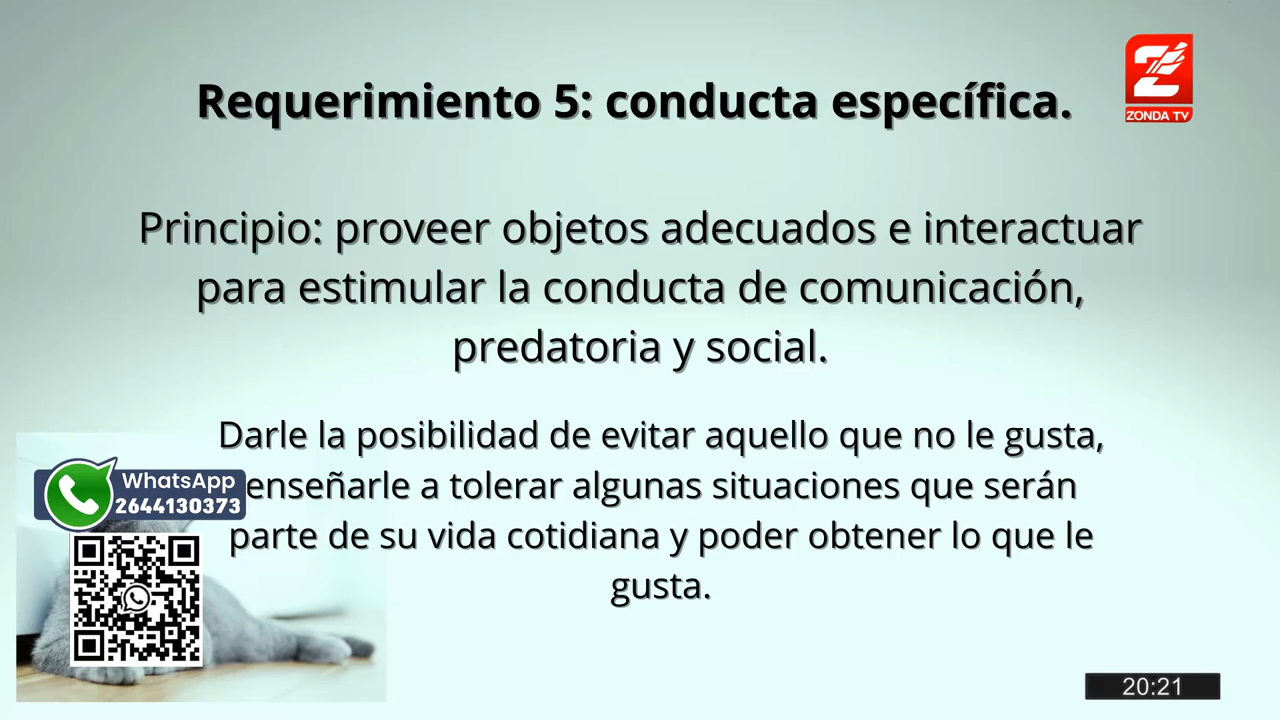 Requerimiento 5: conducta específica.
ZONDA TV
Principio: proveer objetos adecuados e interactuar
para estimular la conducta de comunicación,
predatoria y social.
Darle la posibilidad de evitar aquello que no le gusta,
enseñarle a tolerar algunas situaciones que serán
parte de su vida cotidiana y poder obtener lo que le
gusta.
WhatsApp
2644130373
20:21